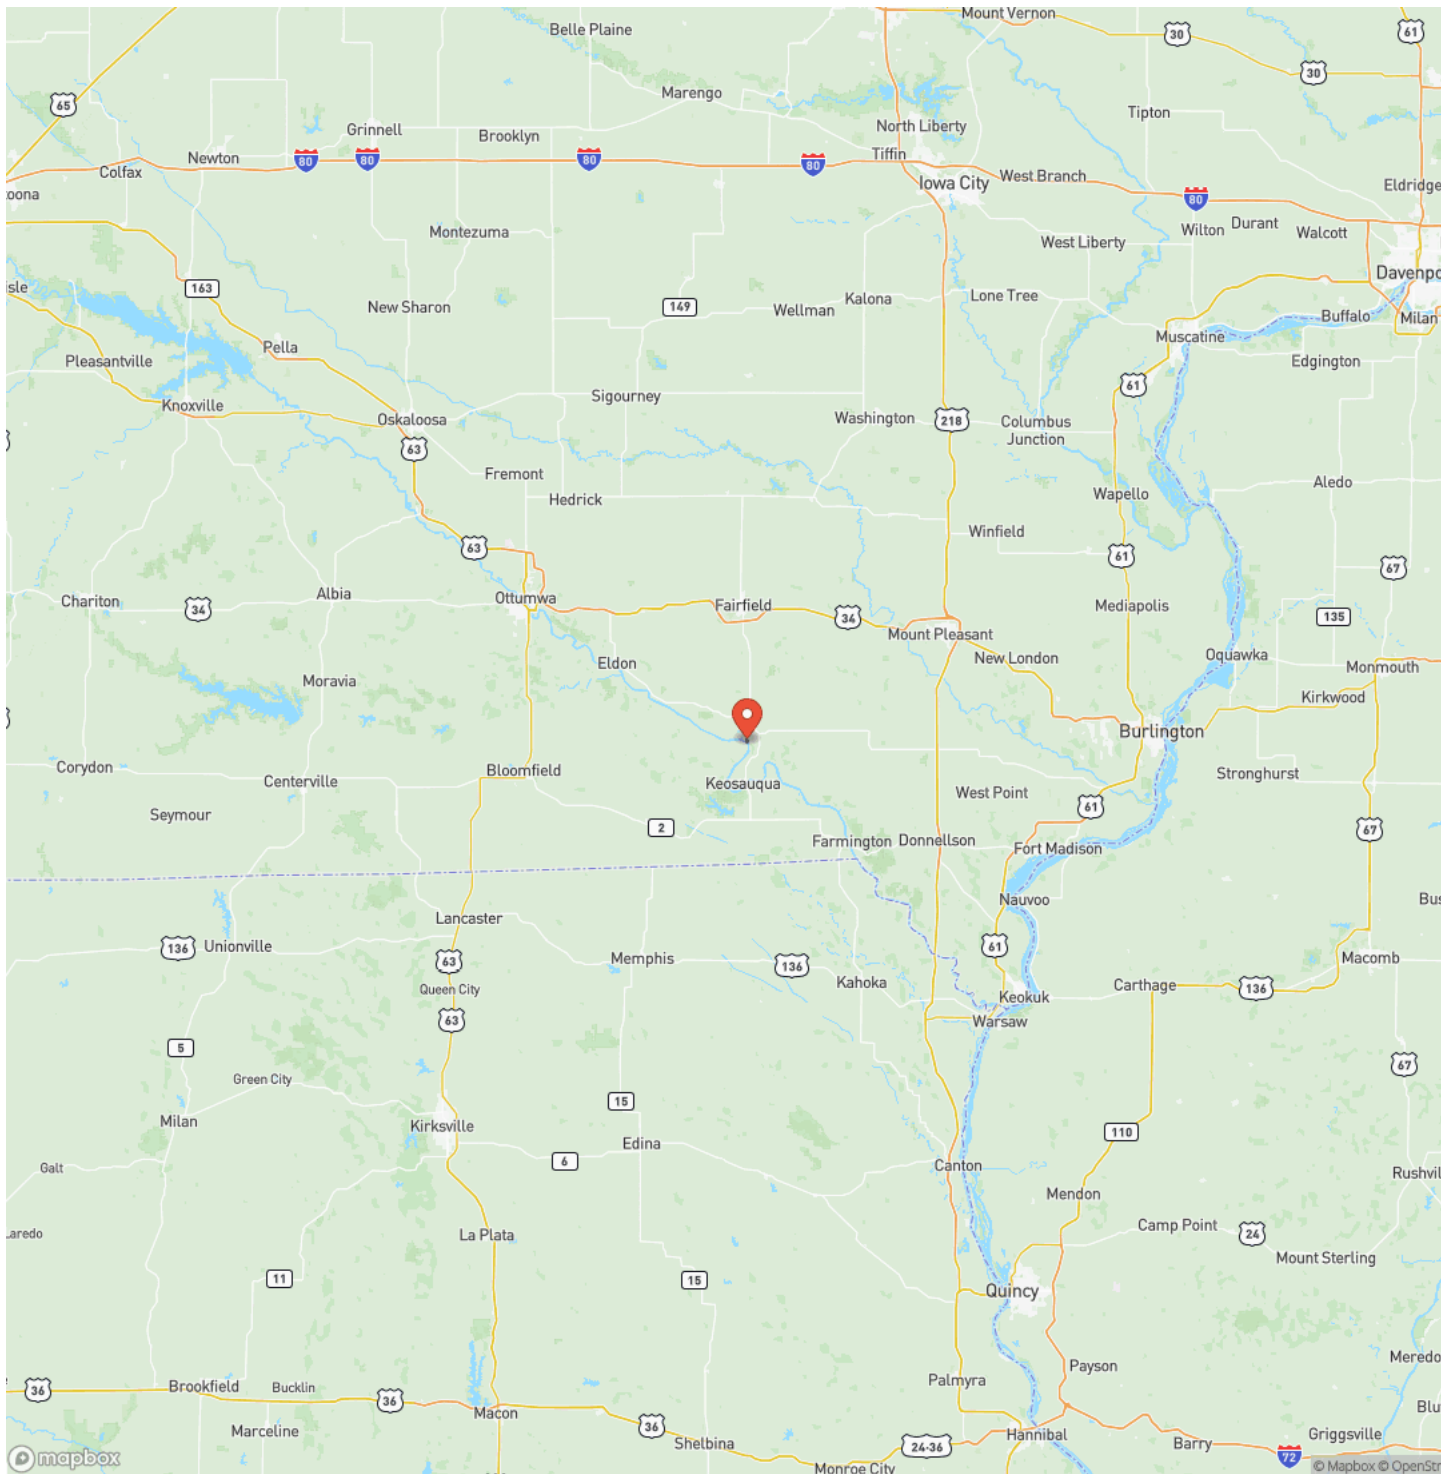 Mount Vernon
Belle Plaine
30
61
30
65
Marengo
Tipton
North Liberty
Grinnell
Brooklyn
Tiffin
Newton
80
80
80
80
Colfax
Iowa City
West Branch
Eldridge
oona
80
Montezuma
Wilton
Durant
Walcott
West Liberty
Davenpo
sle
163
New Sharon
149
Wellman
Kalona
Lone Tree
Buffalo
Milan
Muscatine
Pella
Pleasantville
Edgington
61
Knoxville
Sigourney
Oskaloosa
Washington
218
Columbus
Junction
63
Fremont
Hedrick
Wapello
Aledo
Winfield
63
61
67
Chariton
34
Albia
Ottumwa
Fairfield
34
Mediapolis
135
Mount Pleasant
Eldon
New London
Oquawka
Monmouth
Moravia
Kirkwood
Burlington
Corydon
Centerville
Bloomfield
Keosauqua
Stronghurst
West Point
61
Seymour
2
67
Farmington
Donnellson
Fort Madison
Nauvoo
Bus
Lancaster
136
Unionville
61
63
Memphis
136
Macomb
Queen City
Kahoka
Carthage
136
Keokuk
63
Warsaw
5
67
Green City
15
Milan
Kirksville
110
Edina
6
Galt
Canton
Rushvil
Mendon
Camp Point
24
Laredo
La Plata
Mount Sterling
11
15
Quincy
Meredo
Payson
36
Brookfield
Bucklin
36
Palmyra
Macon
Blu
Marceline
36
Hannibal
Griggsville
Shelbina
24-36
Barry
72
mapbox
Monroe City
© Mapbox © OpenStr